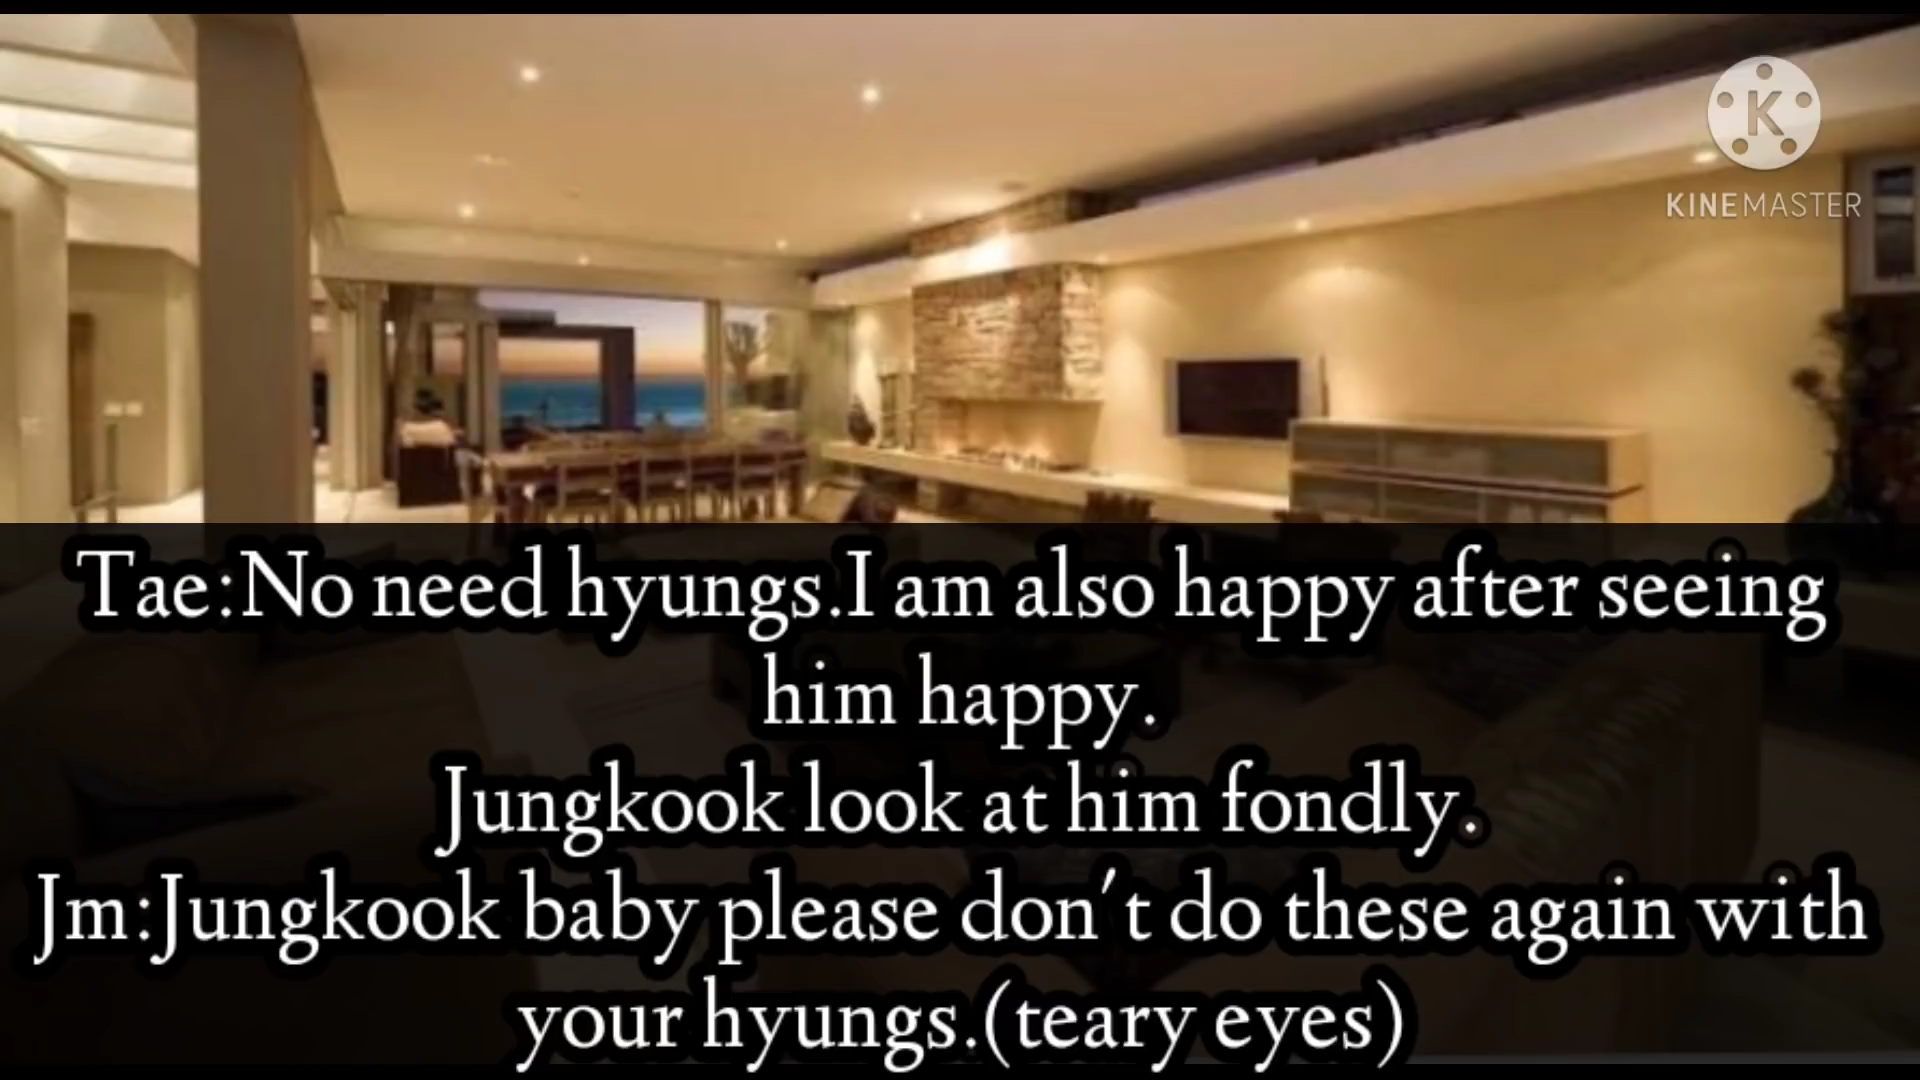 K
KINEMASTER
Tae:No need hyungs.I am also happy after seeing
him happy.
Jungkook look at him fondly.
Jm:Jungkook baby please don't do these again with
your hyungs.(teary eyes)